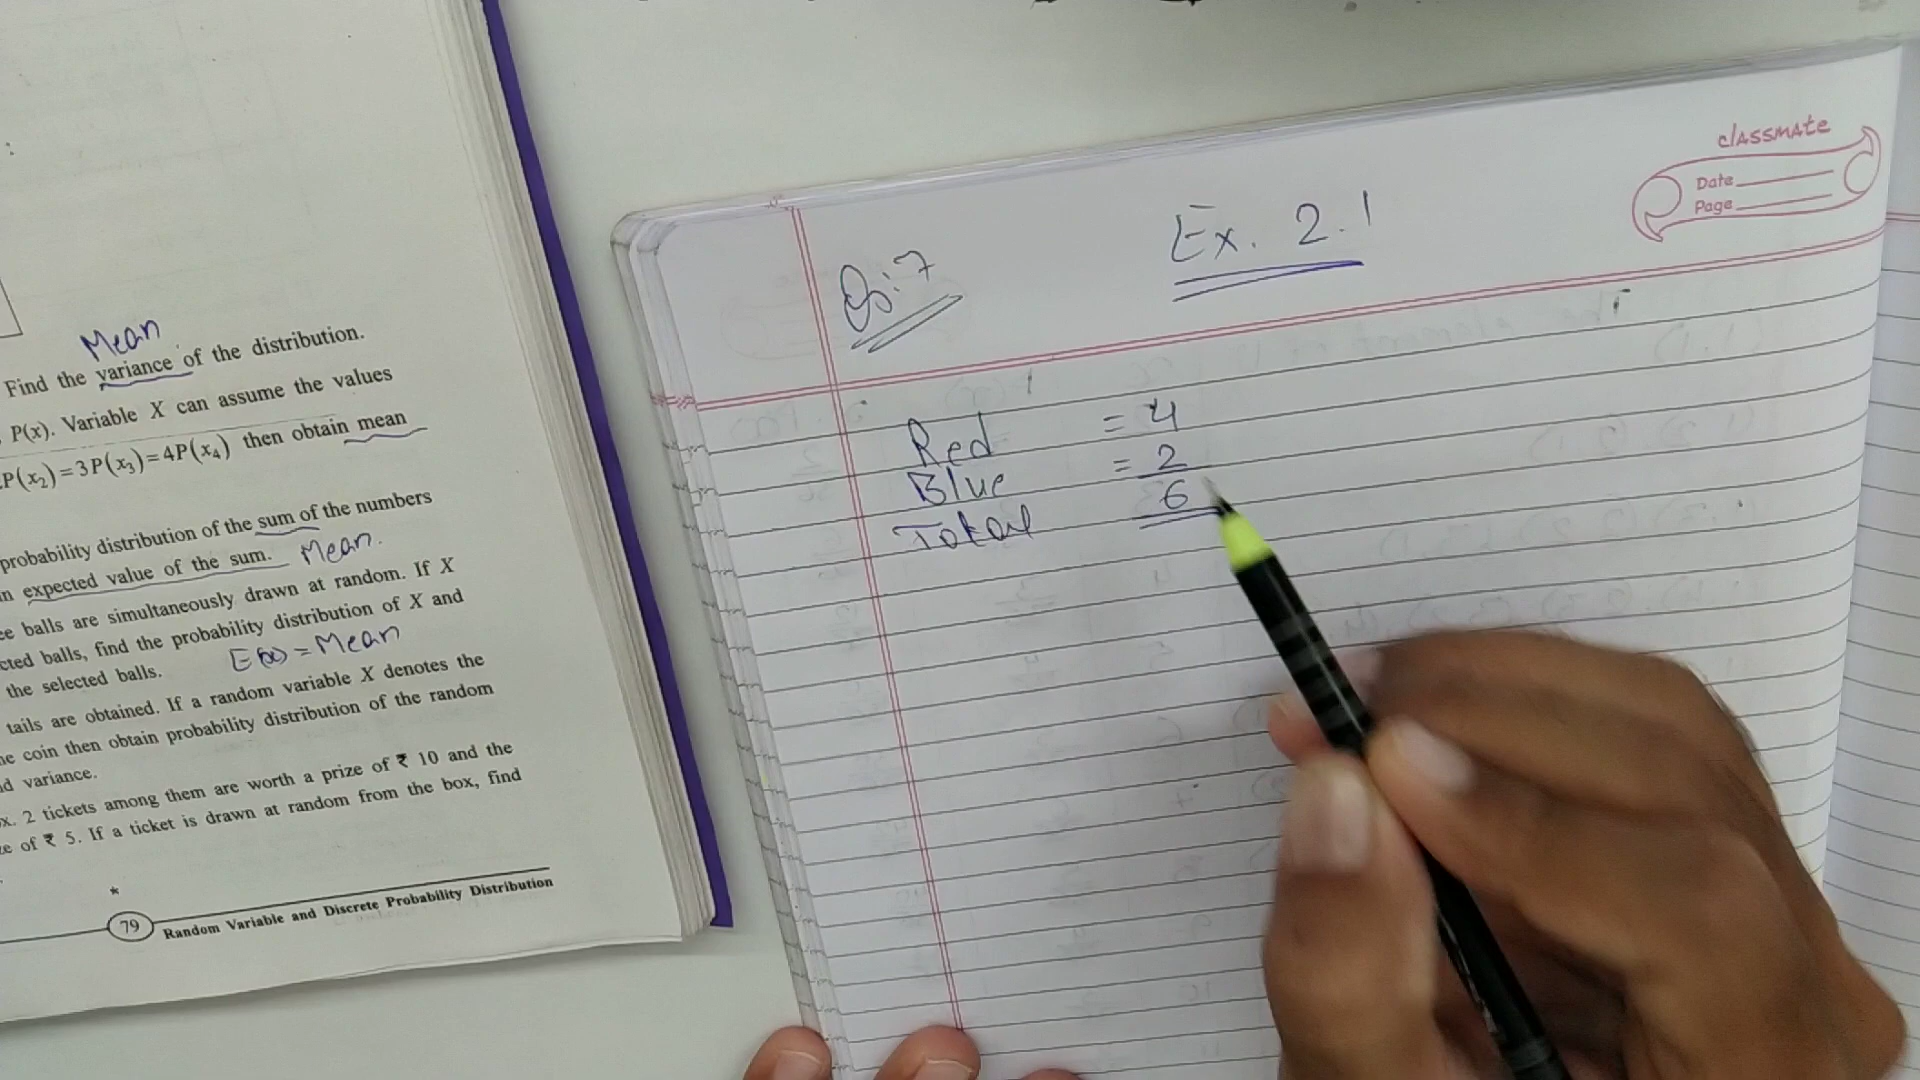 Mean
Find the variance of the distribution.
P(x). Variable X can assume the values
P(x₂)=3P(x₃)=4P(x₄) then obtain mean
probability distribution of the sum of the numbers
expected value of the sum. Mean.
balls are simultaneously drawn at random. If X
balls, find the probability distribution of X and
the selected balls. E(x) = Mean
tails are obtained. If a random variable X denotes the
coin then obtain probability distribution of the random
variance.
2 tickets among them are worth a prize of ₹ 10 and the
of ₹ 5. If a ticket is drawn at random from the box, find
*
79 Random Variable and Discrete Probability Distribution
classmate
Date
Page
Ex. 2.1
Q:7
Red = 4
Blue = 2
Total 6